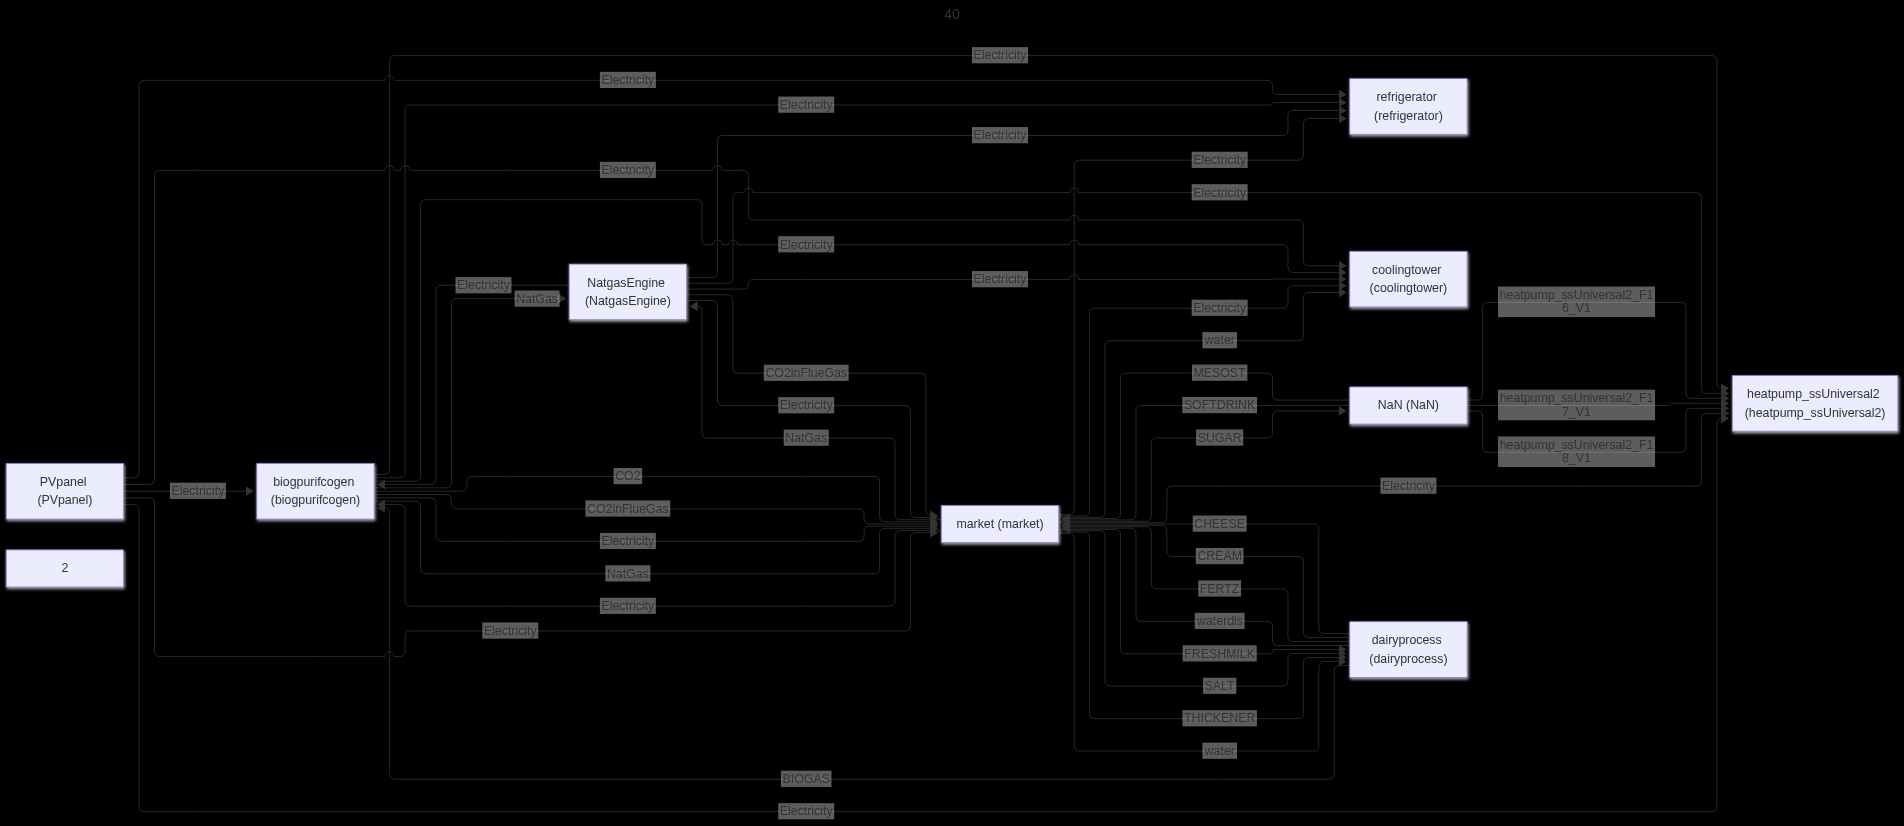 40
Electricity
Electricity
Electricity
Electricity
Electricity
Electricity
Electricity
Electricity
Electricity
Electricity
Electricity
NatGas
water
CO2inFlueGas
MESOST
Electricity
SOFTDRINK
NatGas
SUGAR
refrigerator
(refrigerator)
coolingtower
(coolingtower)
NatgasEngine
(NatgasEngine)
heatpump_ssUniversal2_F1
6_V1
heatpump_ssUniversal2_F1
7_V1
heatpump_ssUniversal2_F1
8_V1
NaN (NaN)
heatpump_ssUniversal2
(heatpump_ssUniversal2)
PVpanel
(PVpanel)
Electricity
biogpurifcogen
(biogpurifcogen)
CO2
CO2inFlueGas
Electricity
NatGas
Electricity
Electricity
market (market)
Electricity
CHEESE
CREAM
FERTZ
waterdis
FRESHMILK
SALT
THICKENER
water
dairyprocess
(dairyprocess)
2
BIOGAS
Electricity